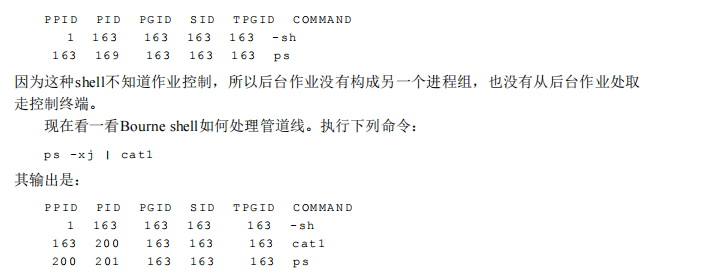 PPID PID PGID SID TPGID COMMAND
1 163 163 163 163 -sh
163 169 163 163 163 ps
因为这种shell不知道作业控制，所以后台作业没有构成另一个进程组，也没有从后台作业处取
走控制终端。
现在看一看Bourne shell如何处理管道线。执行下列命令：
ps -xj | cat1
其输出是：
PPID PID PGID SID TPGID COMMAND
1 163 163 163 163 -sh
163 200 163 163 163 cat1
200 201 163 163 163 ps